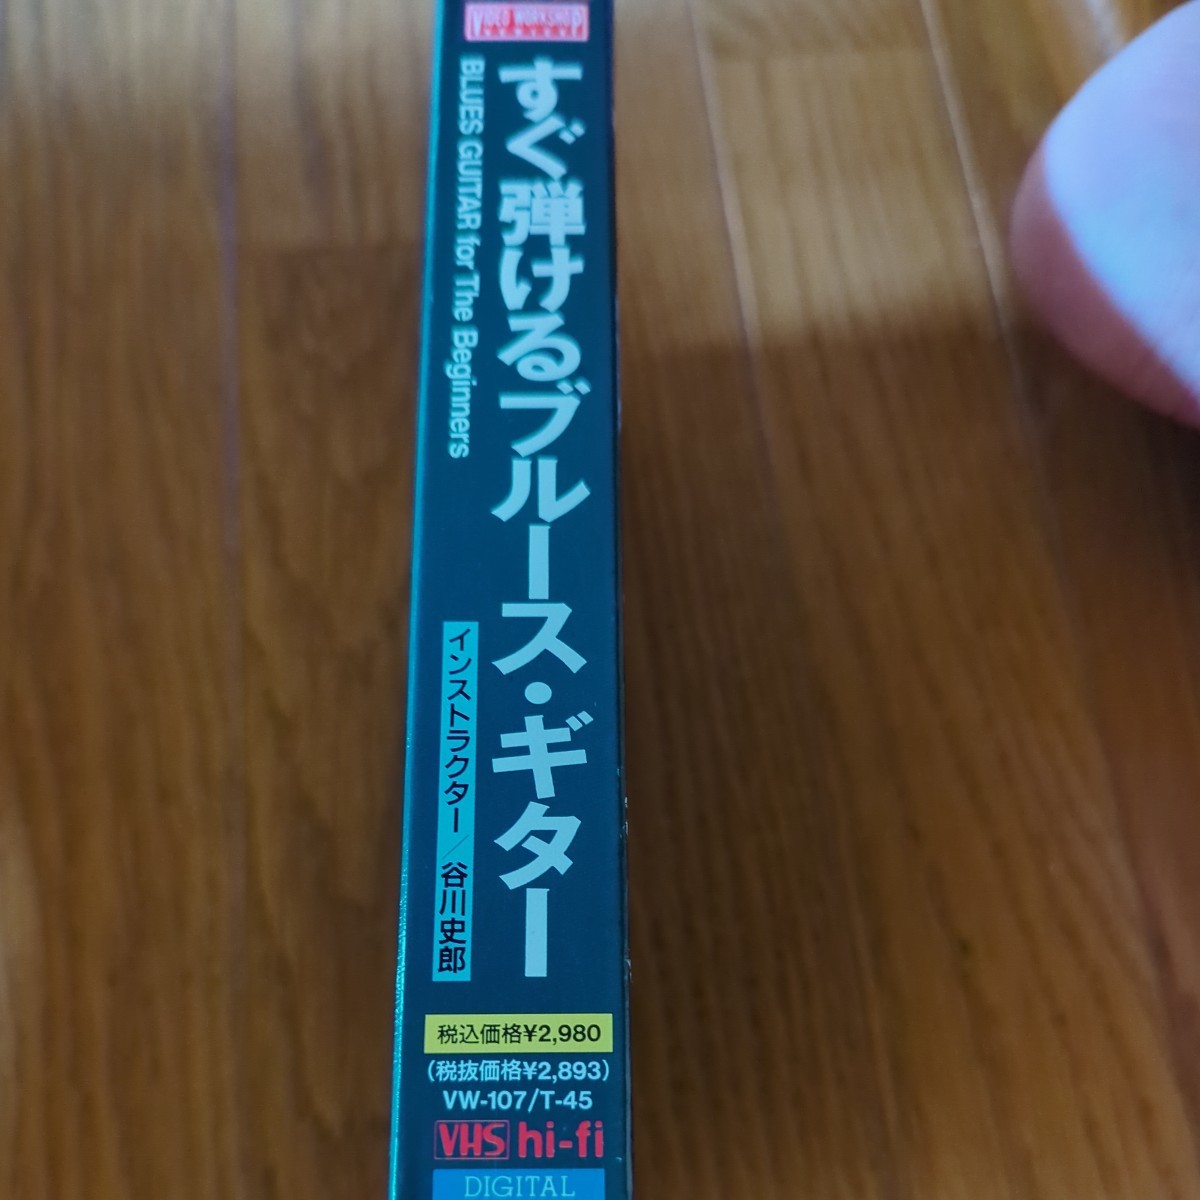 VIDEO WORKSHOP
すぐ弾けるブルース・ギター
BLUES GUITAR for The Beginners
インストラクター／谷川史郎
税込価格¥2,980
(税抜価格¥2,893)
VW-107/T-45
VHS hi-fi
DIGITAL